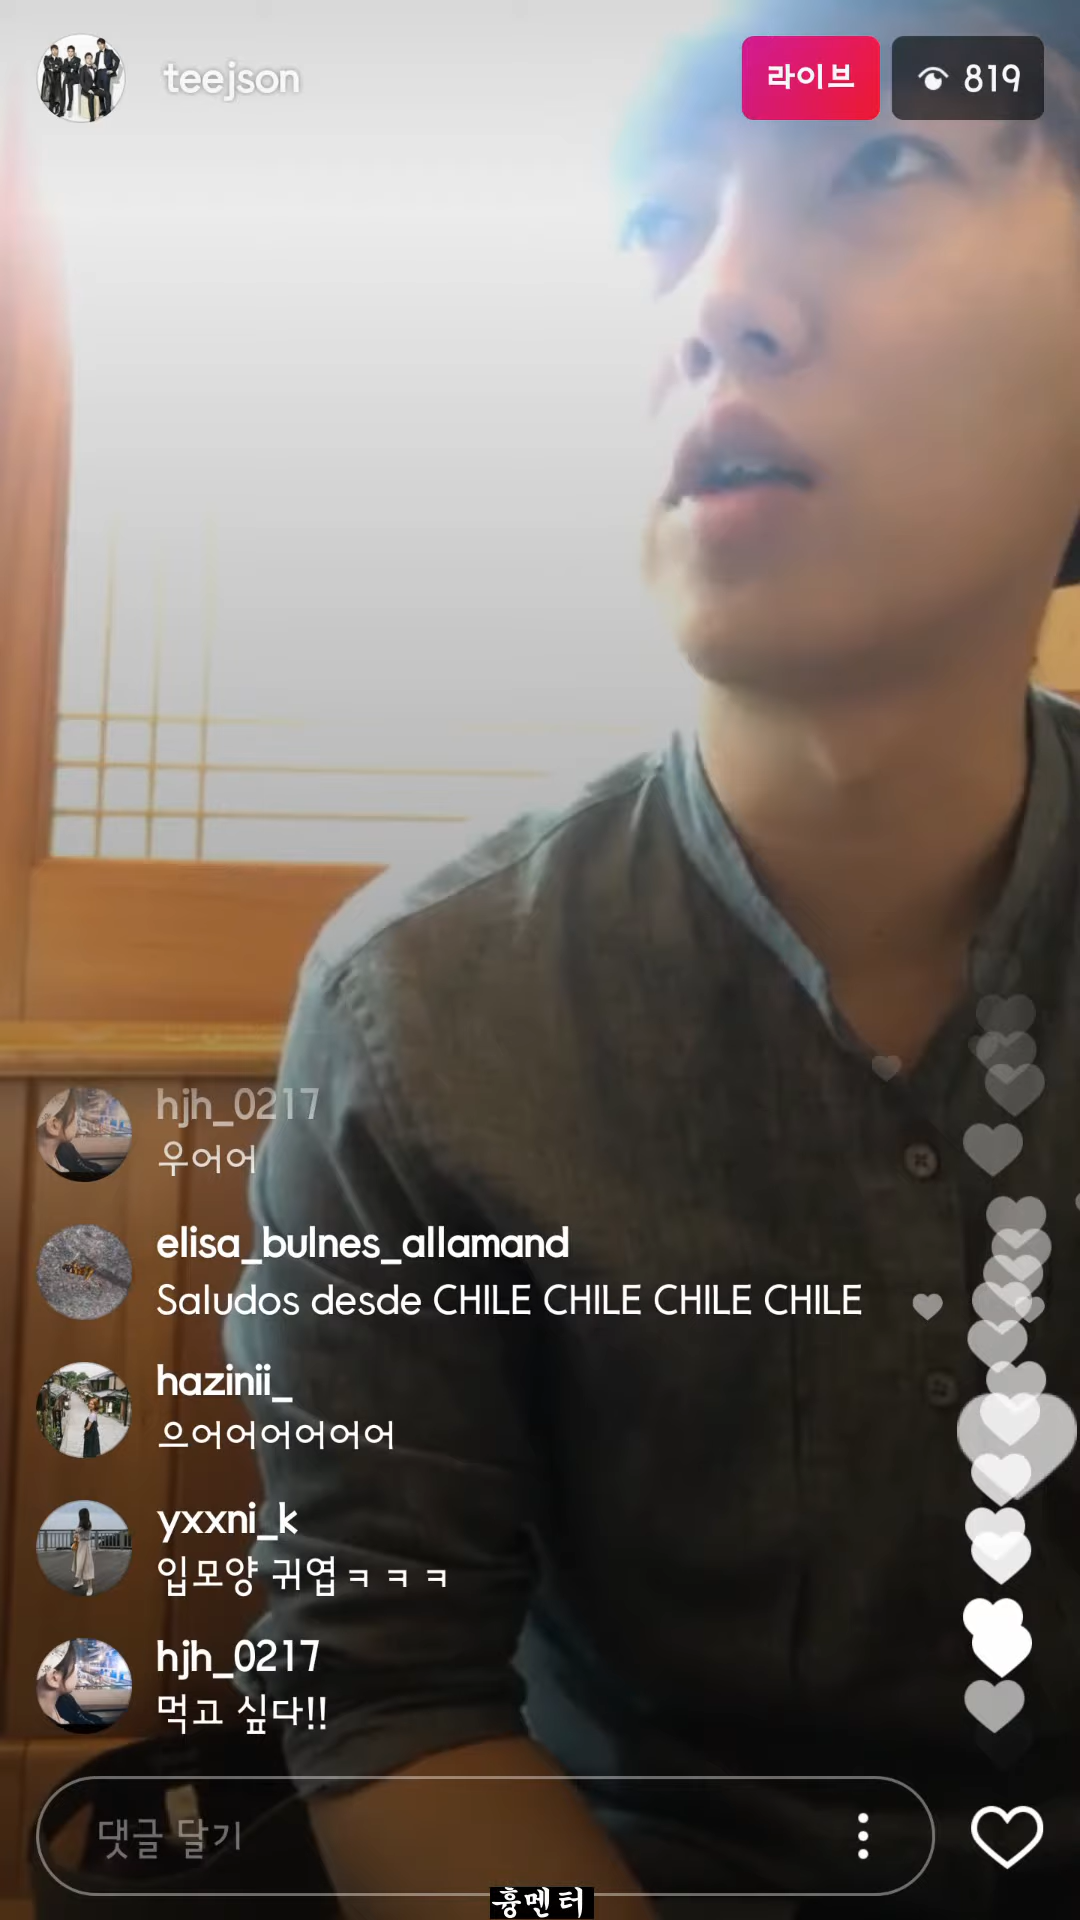 teejson
라이브
819
hjh_0217
우어어
elisa_bulnes_allamand
Saludos desde CHILE CHILE CHILE CHILE
hazinii_
으어어어어어어
yxxni_k
입모양 귀엽ㅋㅋㅋ
hjh_0217
먹고 싶다!!
댓글 달기
흥멘터